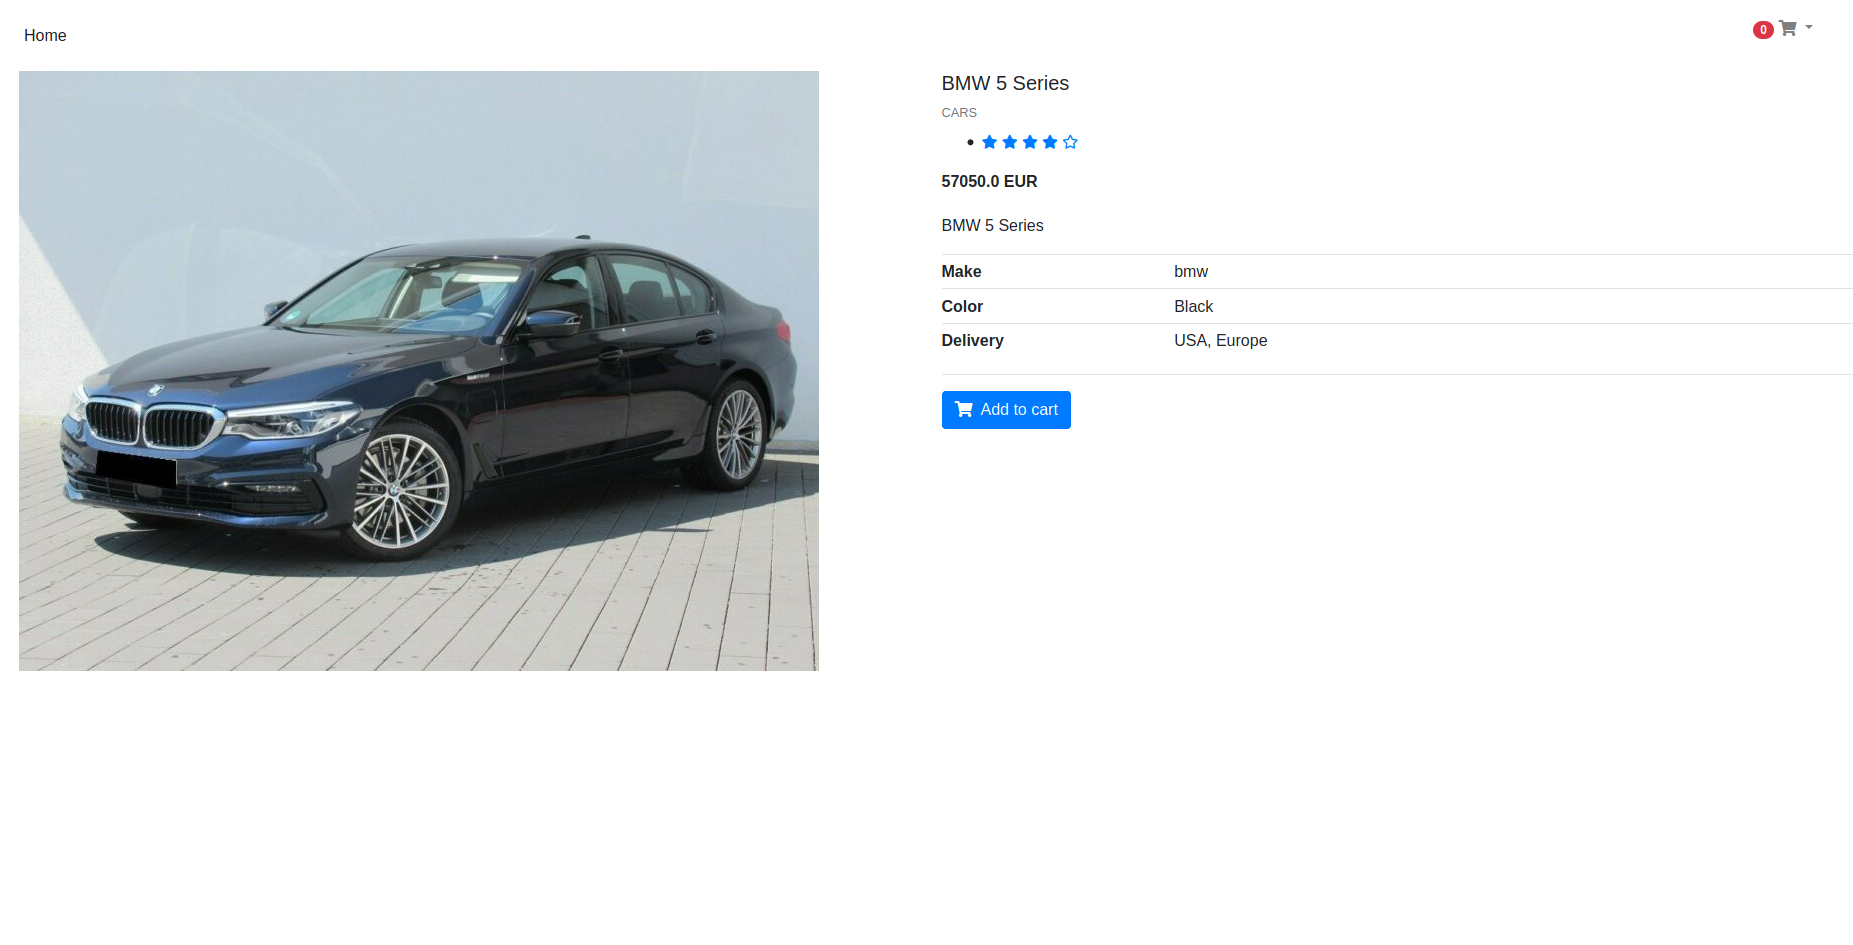 Home
0
BMW 5 Series
CARS
57050.0 EUR
BMW 5 Series
Make bmw
Color Black
Delivery USA, Europe
Add to cart